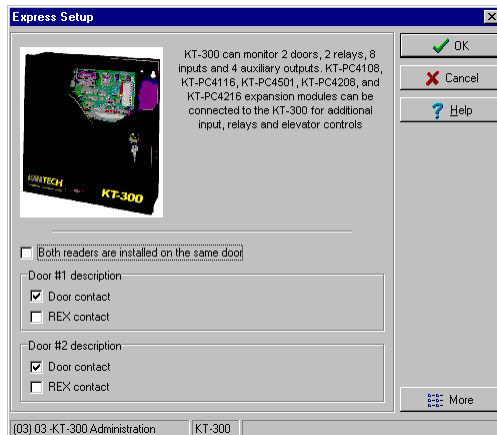 Express Setup
KT-300 can monitor 2 doors, 2 relays, 8
inputs and 4 auxiliary outputs. KT-PC4108,
KT-PC4116, KT-PC4501, KT-PC4208, and
KT-PC4216 expansion modules can be
connected to the KT-300 for additional
input, relays and elevator controls
OK
Cancel
Help
KANTECH
KT-300
Both readers are installed on the same door
Door #1 description
Door contact
REX contact
Door #2 description
Door contact
REX contact
More
(03) 03 -KT-300 Administration
KT-300